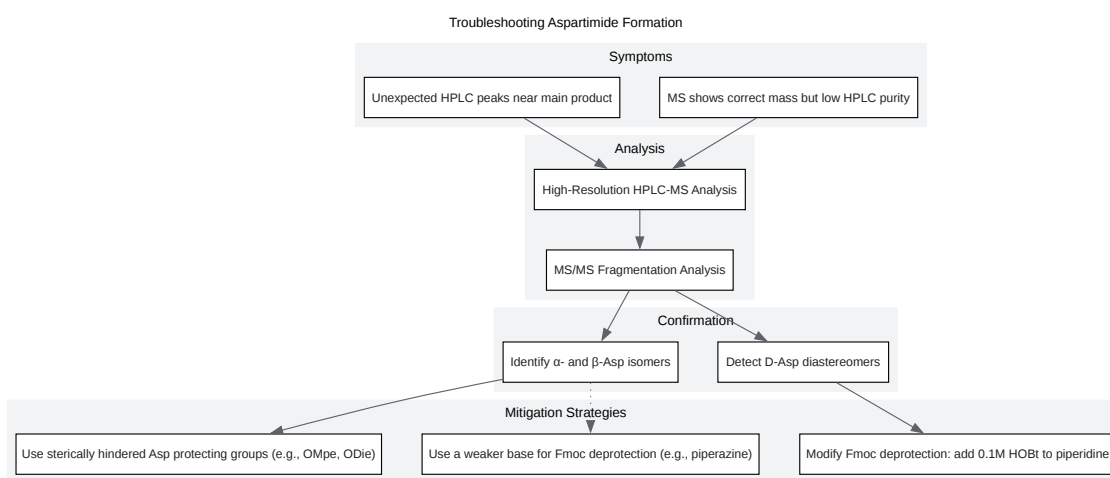 Troubleshooting Aspartimide Formation
Symptoms
Unexpected HPLC peaks near main product
MS shows correct mass but low HPLC purity
Analysis
High-Resolution HPLC-MS Analysis
MS/MS Fragmentation Analysis
Confirmation
Identify α- and β-Asp isomers
Detect D-Asp diastereomers
Mitigation Strategies
Use sterically hindered Asp protecting groups (e.g., OMpe, ODie)
Use a weaker base for Fmoc deprotection (e.g., piperazine)
Modify Fmoc deprotection: add 0.1M HOBt to piperidine